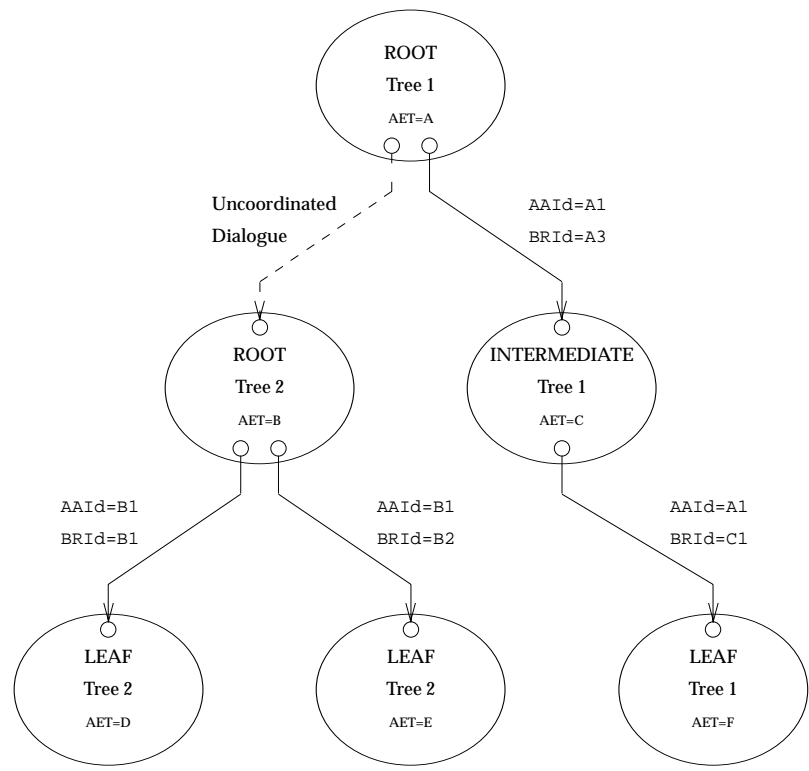 ROOT
Tree 1
AET=A
Uncoordinated
Dialogue
AAId=A1
BRId=A3
ROOT
Tree 2
AET=B
INTERMEDIATE
Tree 1
AET=C
AAId=B1
BRId=B1
AAId=B1
BRId=B2
AAId=A1
BRId=C1
LEAF
Tree 2
AET=D
LEAF
Tree 2
AET=E
LEAF
Tree 1
AET=F